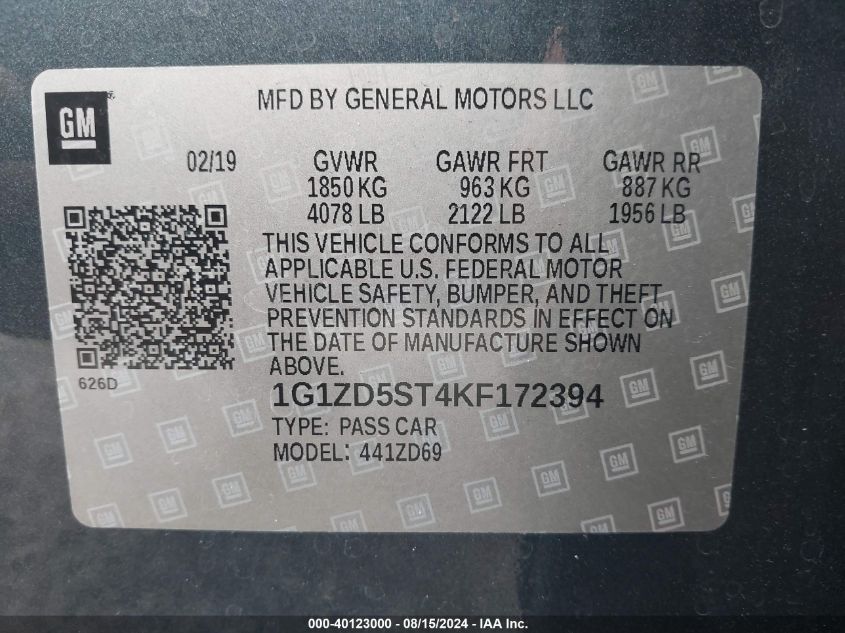 GM
MFD BY GENERAL MOTORS LLC
02/19 GVWR GAWR FRT GAWR RR
1850 KG 963 KG 887 KG
4078 LB 2122 LB 1956 LB
THIS VEHICLE CONFORMS TO ALL
APPLICABLE U.S. FEDERAL MOTOR
VEHICLE SAFETY, BUMPER, AND THEFT
PREVENTION STANDARDS IN EFFECT ON
THE DATE OF MANUFACTURE SHOWN
ABOVE.
626D
1G1ZD5ST4KF172394
TYPE: PASS CAR
MODEL: 441ZD69
000-40123000 - 08/15/2024 - IAA Inc.